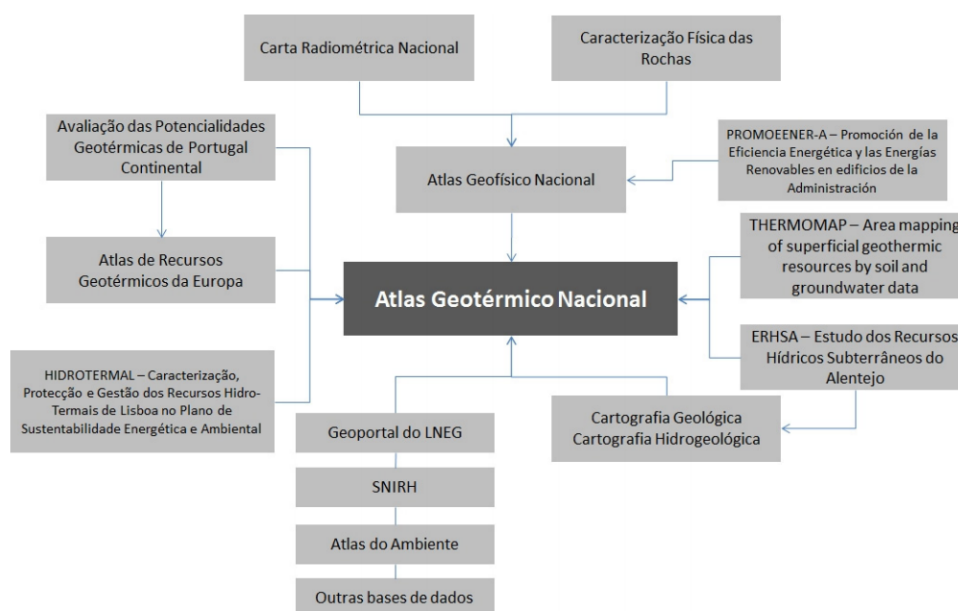 Carta Radiométrica Nacional
Caracterização Física das
Rochas
Avaliação das Potencialidades
Geotérmicas de Portugal
Continental
Atlas Geofísico Nacional
PROMOEENER-A – Promoción de la
Eficiencia Energética y las Energías
Renovables en edificios de la
Administración
Atlas de Recursos
Geotérmicos da Europa
Atlas Geotérmico Nacional
THERMOMAP – Area mapping
of superficial geothermic
resources by soil and
groundwater data
HIDROTERMAL – Caracterização,
Protecção e Gestão dos Recursos Hidro-
Termais de Lisboa no Plano de
Sustentabilidade Energética e Ambiental
ERHSA – Estudo dos Recursos
Hídricos Subterrâneos do
Alentejo
Geoportal do LNEG
Cartografia Geológica
Cartografia Hidrogeológica
SNIRH
Atlas do Ambiente
Outras bases de dados